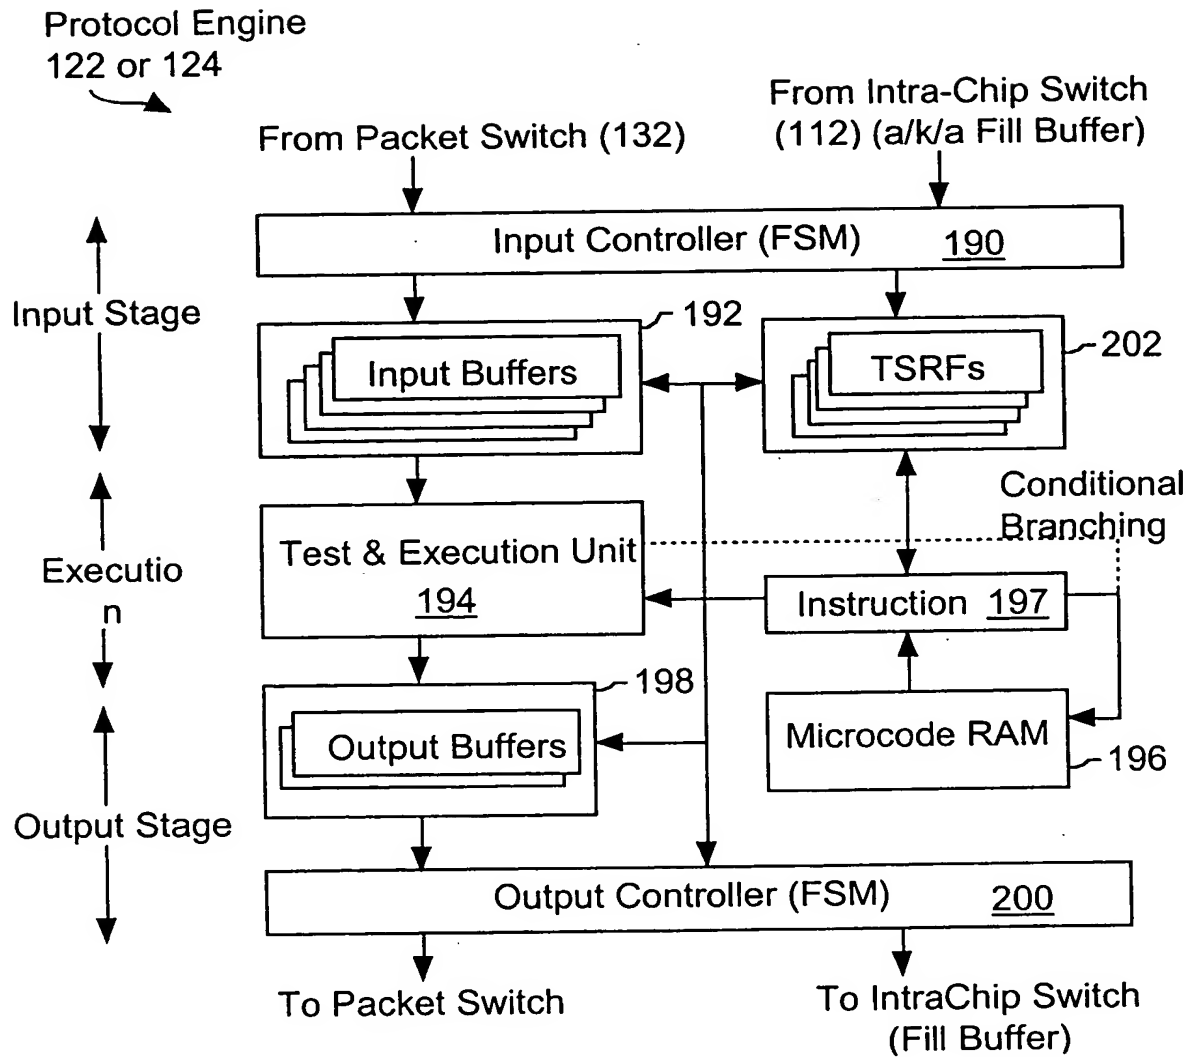 Protocol Engine
122 or 124
From Packet Switch (132)
From Intra-Chip Switch
(112) (a/k/a Fill Buffer)
Input Controller (FSM) 190
Input Stage
192
Input Buffers
202
TSRFs
Conditional
Branching
Executio
n
Test & Execution Unit
194
Instruction 197
198
Output Buffers
Microcode RAM
196
Output Stage
Output Controller (FSM) 200
To Packet Switch
To IntraChip Switch
(Fill Buffer)